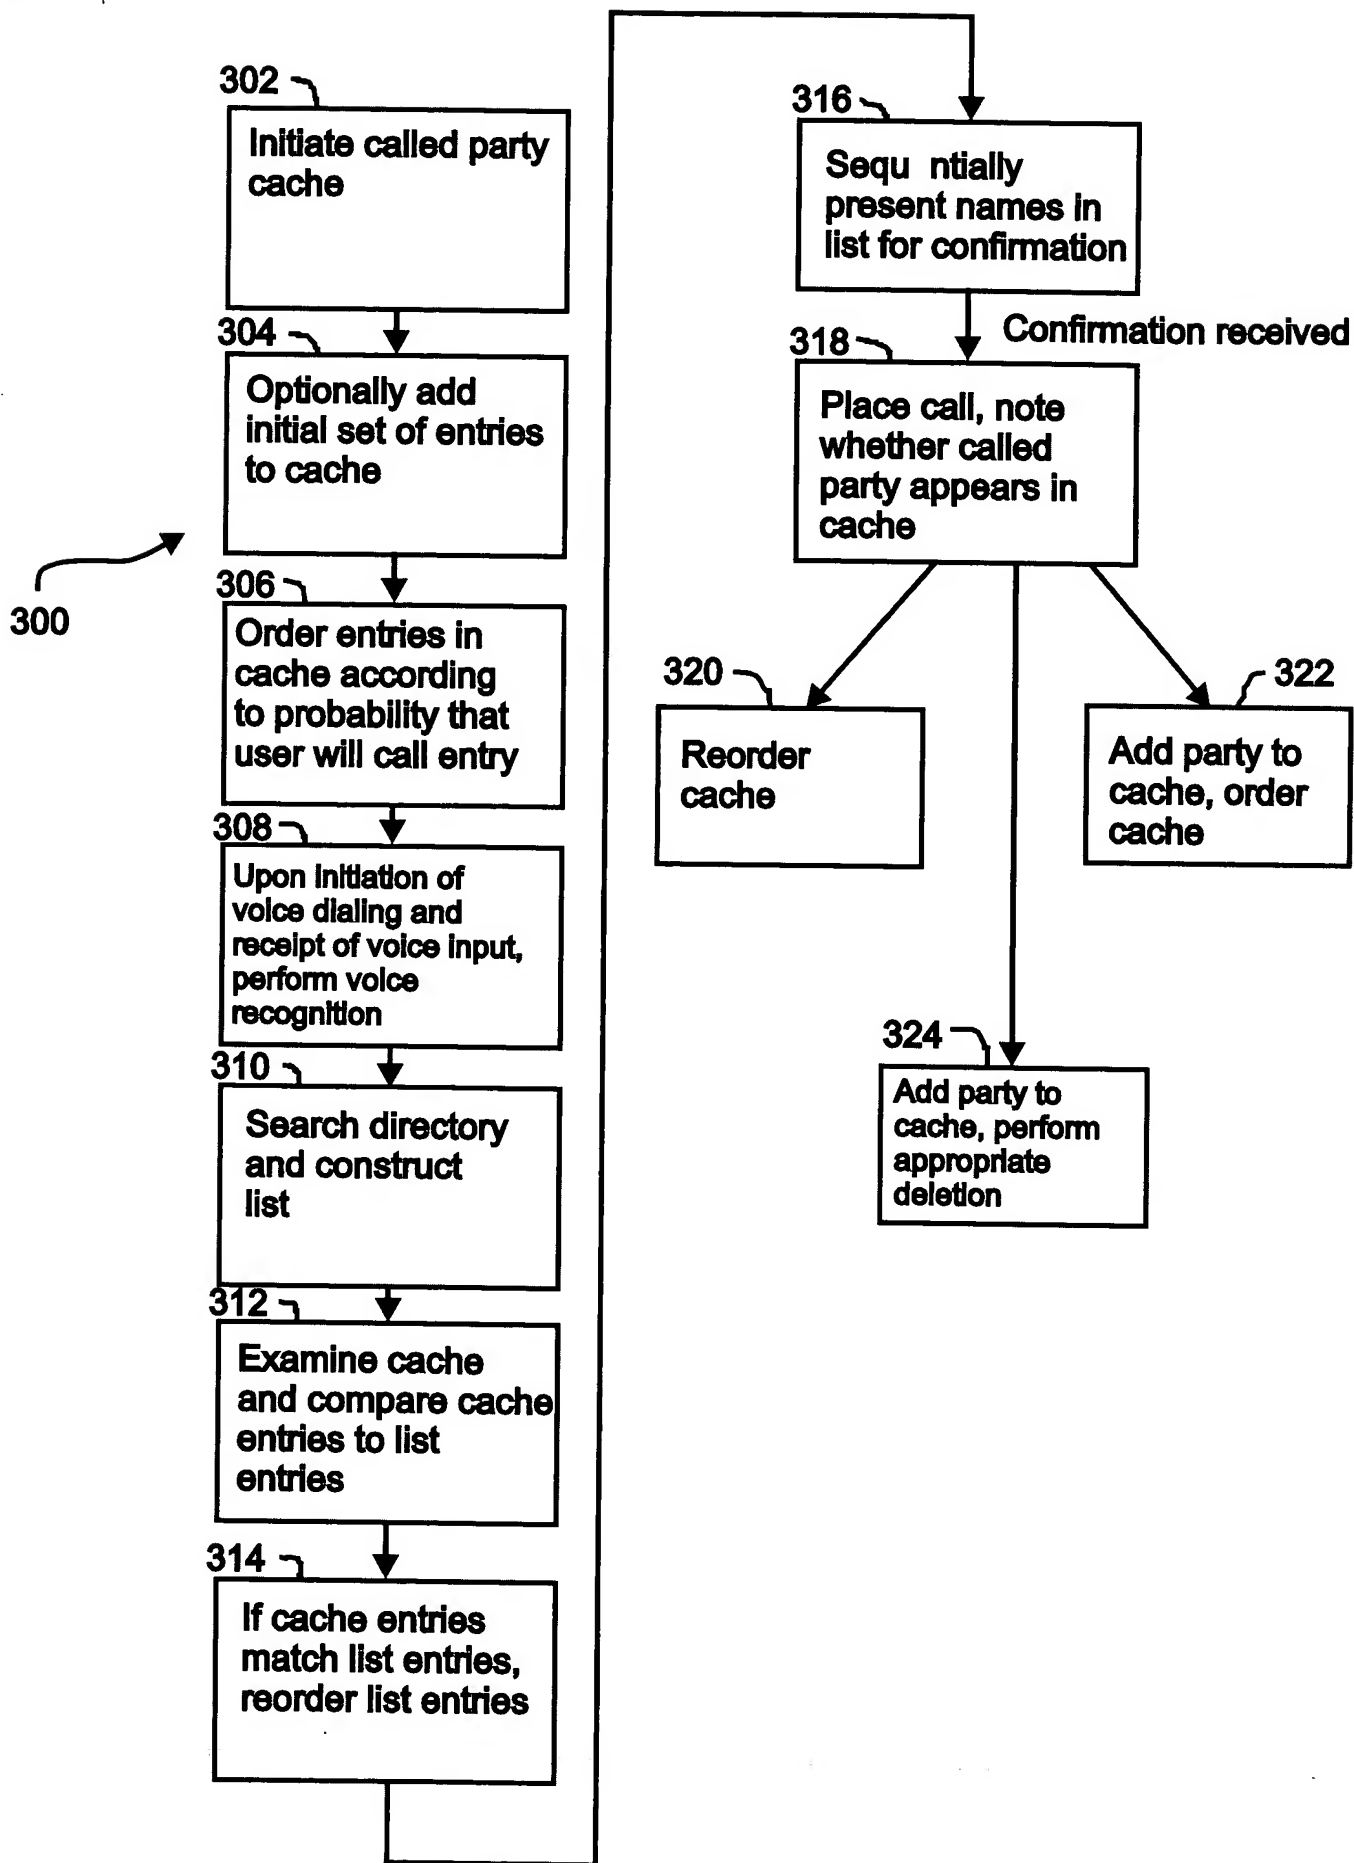 302
Initiate called party
cache
304
Optionally add
initial set of entries
to cache
300
306
Order entries in
cache according
to probability that
user will call entry
308
Upon initiation of
voice dialing and
receipt of voice input,
perform voice
recognition
310
Search directory
and construct
list
312
Examine cache
and compare cache
entries to list
entries
314
If cache entries
match list entries,
reorder list entries
316
Sequ ntially
present names in
list for confirmation
Confirmation received
318
Place call, note
whether called
party appears in
cache
320
Reorder
cache
322
Add party to
cache, order
cache
324
Add party to
cache, perform
appropriate
deletion